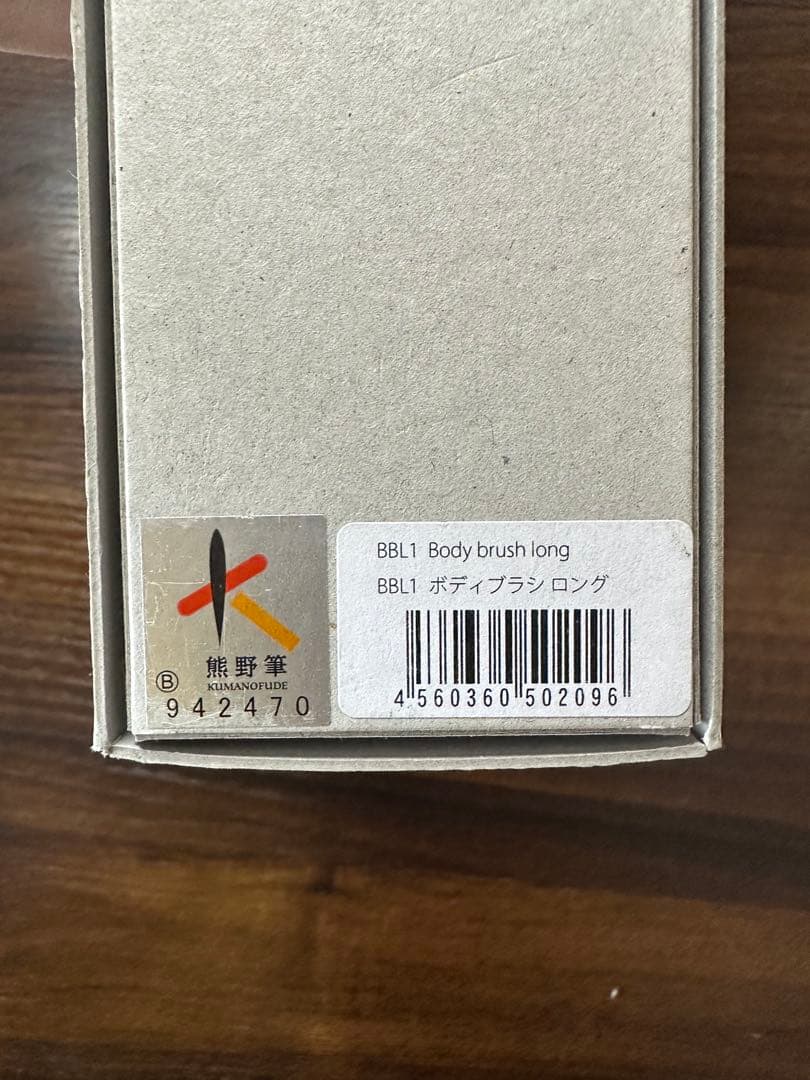 熊野筆
KUMANOFUDE
Ⓑ
942470
BBL1 Body brush long
BBL1 ボディブラシ ロング
4 560360 502096